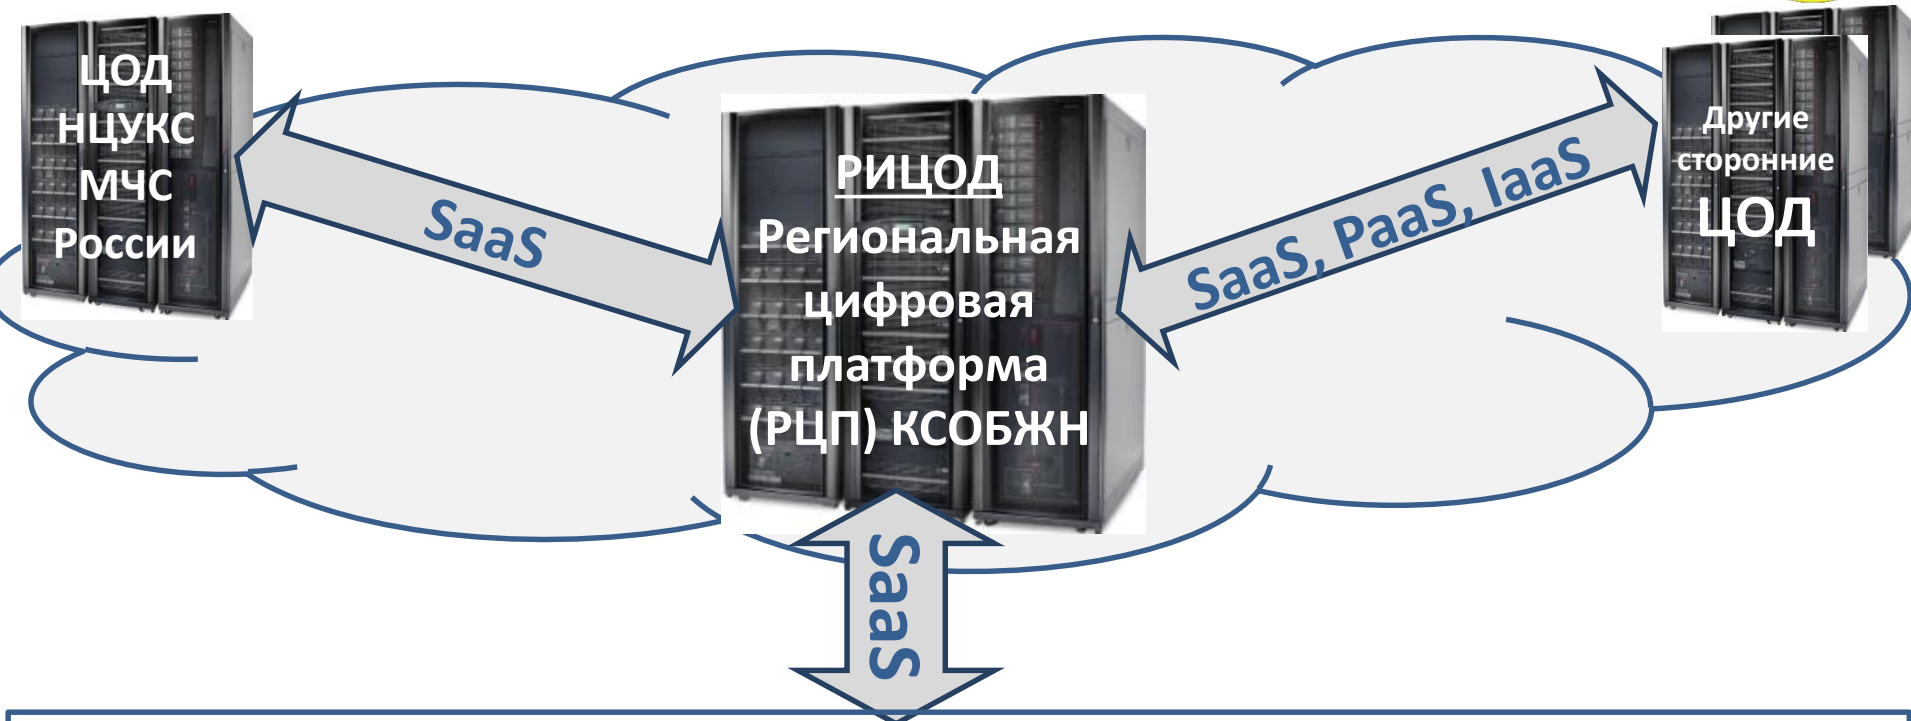 ЦОД
НЦУКС
МЧС
России
SaaS
РИЦОД
Региональная
цифровая
платформа
(РЦП) КСОБЖН
SaaS, PaaS, IaaS
Другие
сторонние
ЦОД
SaaS